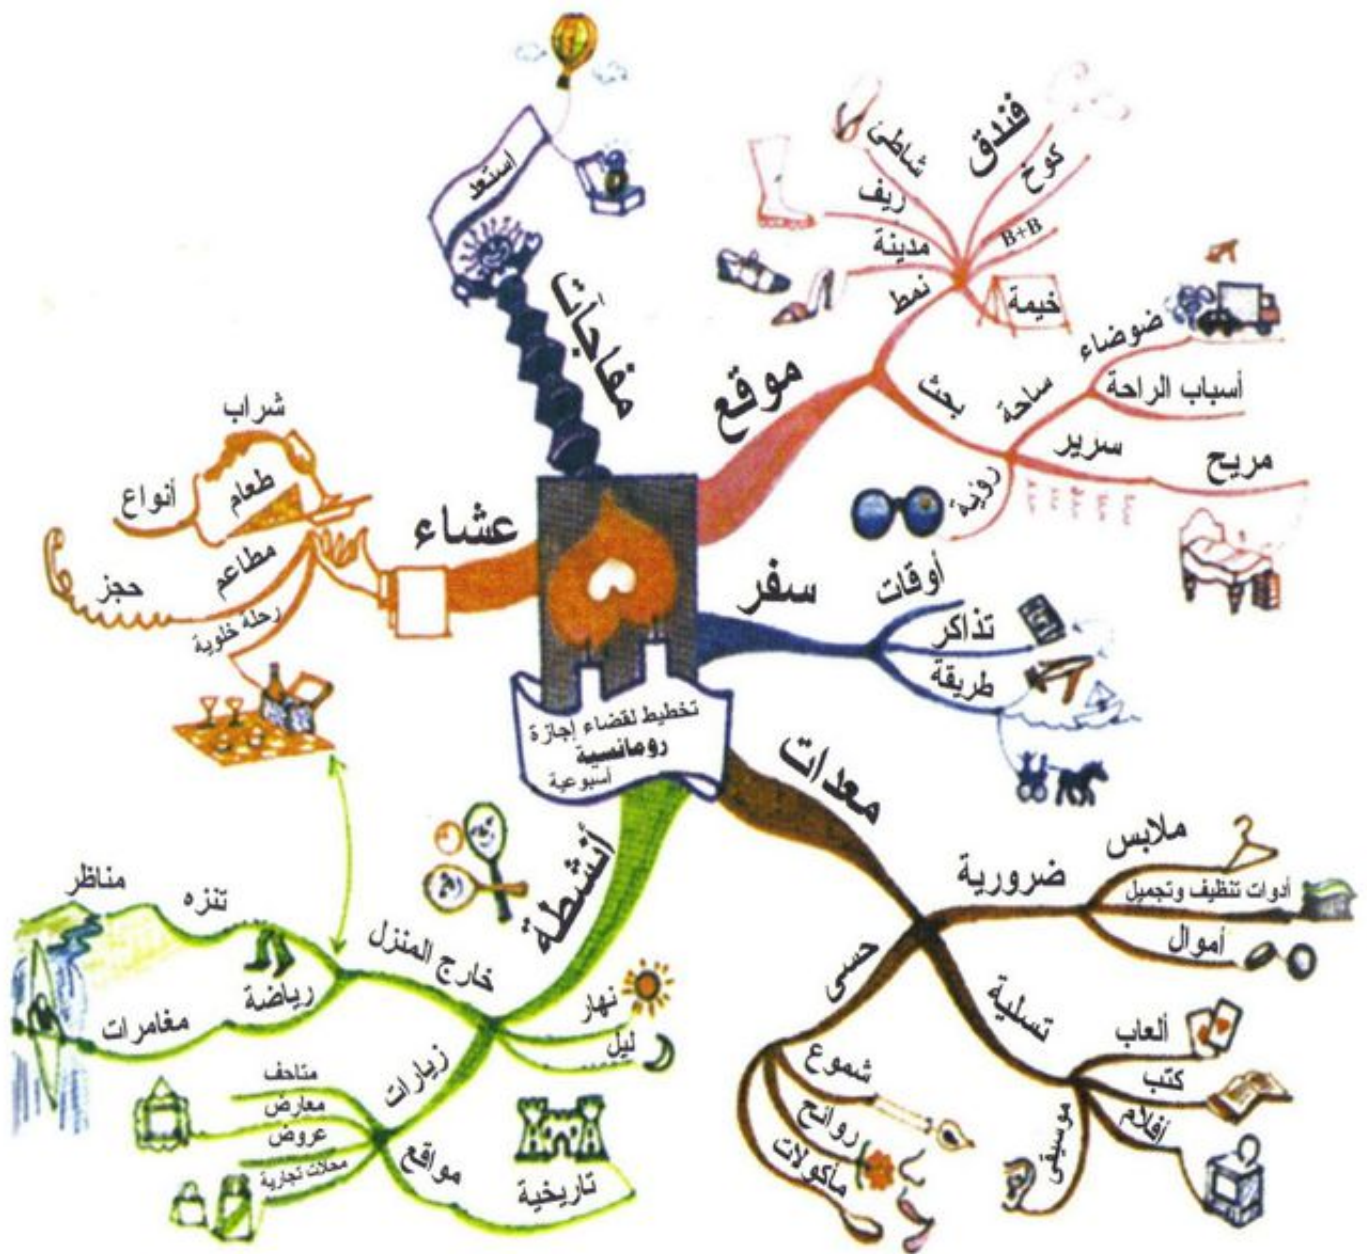 تخطيط لقضاء إجازة
رومانسية
أسبوعية
موقع
نمط
فندق
كوخ
B+B
خيمة
شاطئ
ريف
مدينة
بحث
ساحة
ضوضاء
أسباب الراحة
سرير
مريح
رؤية
سفر
أوقات
تذاكر
طريقة
معدات
ضرورية
ملابس
أدوات تنظيف وتجميل
أموال
تسلية
ألعاب
كتب
أفلام
موسيقى
حسى
شموع
روائح
مأكولات
أنشطة
نهار
ليل
خارج المنزل
تنزه
مناظر
رياضة
مغامرات
زيارات
متاحف
معارض
عروض
محلات تجارية
مواقع
تاريخية
عشاء
شراب
طعام
أنواع
مطاعم
حجز
رحلة خلوية
إستعد